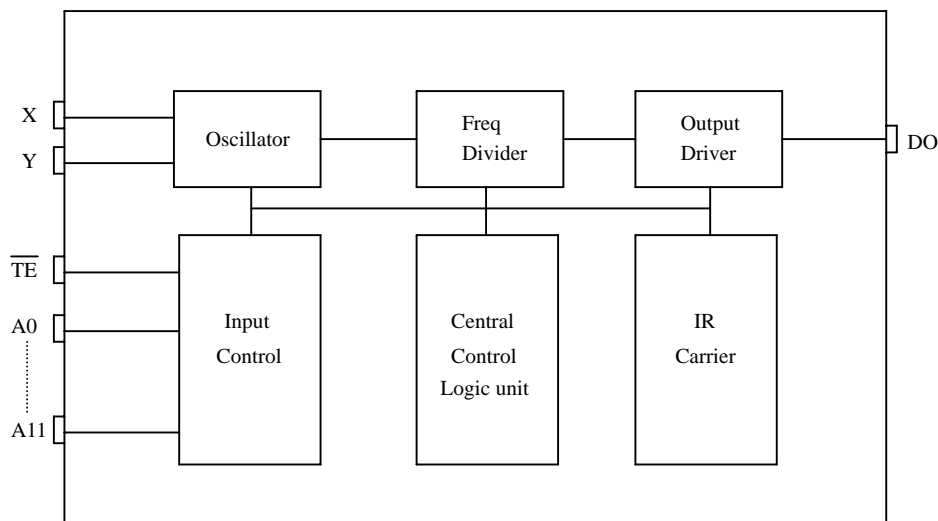 X
Y
Oscillator
Freq
Divider
Output
Driver
DO
TE
A0
A11
Input
Control
Central
Control
Logic unit
IR
Carrier